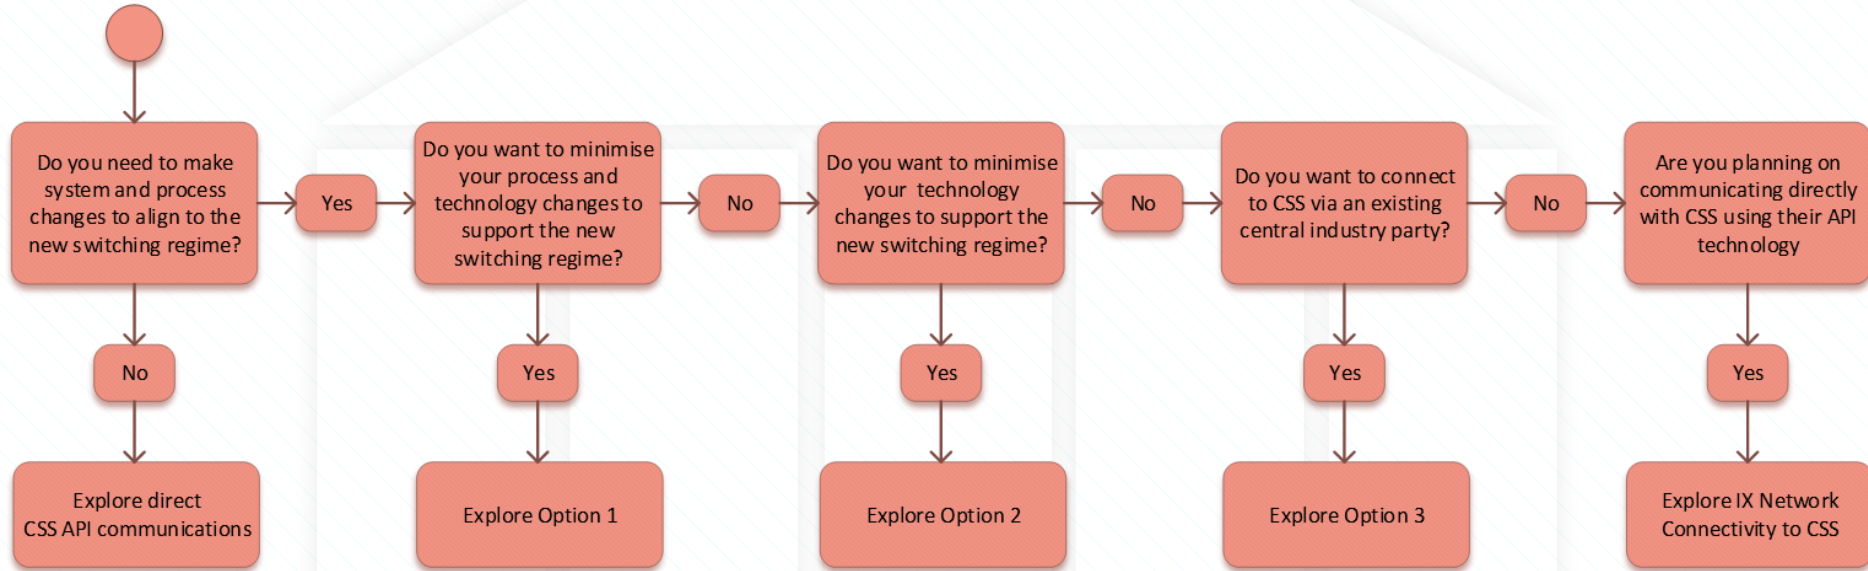 Do you need to make
system and process
changes to align to the
new switching regime?
Yes
Do you want to minimise
your process and
technology changes to
support the new
switching regime?
No
Do you want to minimise
your technology
changes to support the
new switching regime?
No
Do you want to connect
to CSS via an existing
central industry party?
No
Are you planning on
communicating directly
with CSS using their API
technology
No
Yes
Yes
Yes
Yes
Explore direct
CSS API communications
Explore Option 1
Explore Option 2
Explore Option 3
Explore IX Network
Connectivity to CSS